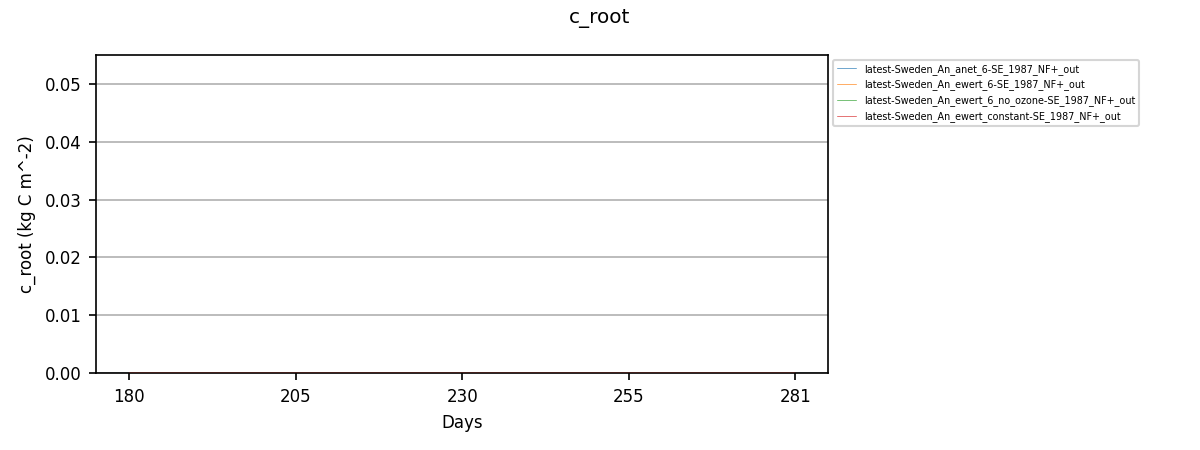 c_root
latest-Sweden_An_anet_6-SE_1987_NF+_out
latest-Sweden_An_ewert_6-SE_1987_NF+_out
latest-Sweden_An_ewert_6_no_ozone-SE_1987_NF+_out
latest-Sweden_An_ewert_constant-SE_1987_NF+_out
c_root (kg C m^-2)
0.05
0.04
0.03
0.02
0.01
0.00
180 205 230 255 281
Days